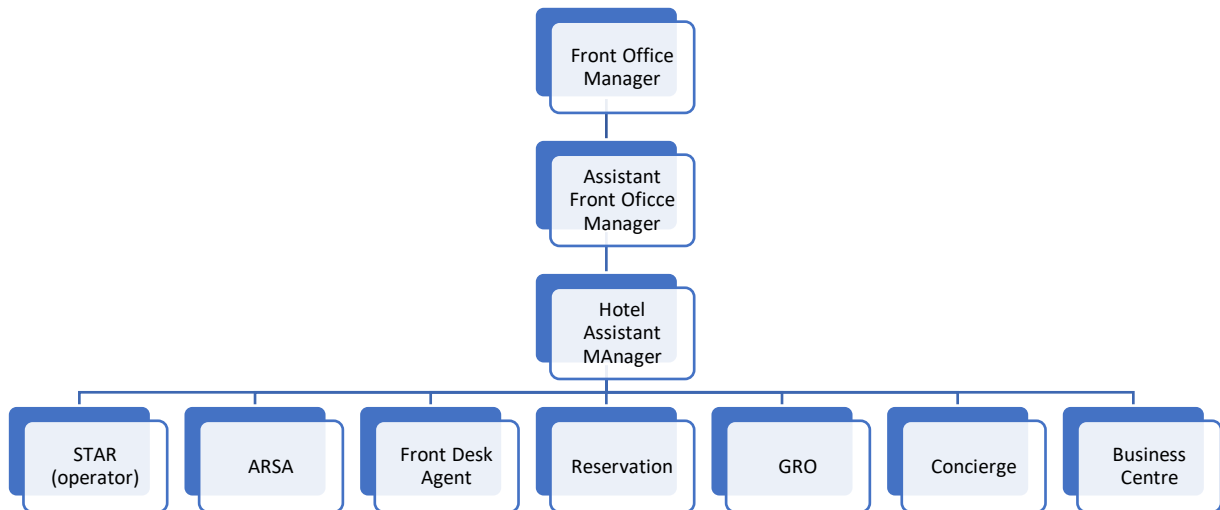 Front Office
Manager
Assistant
Front Oficce
Manager
Hotel
Assistant
MAnager
STAR
(operator)
ARSA
Front Desk
Agent
Reservation
GRO
Concierge
Business
Centre